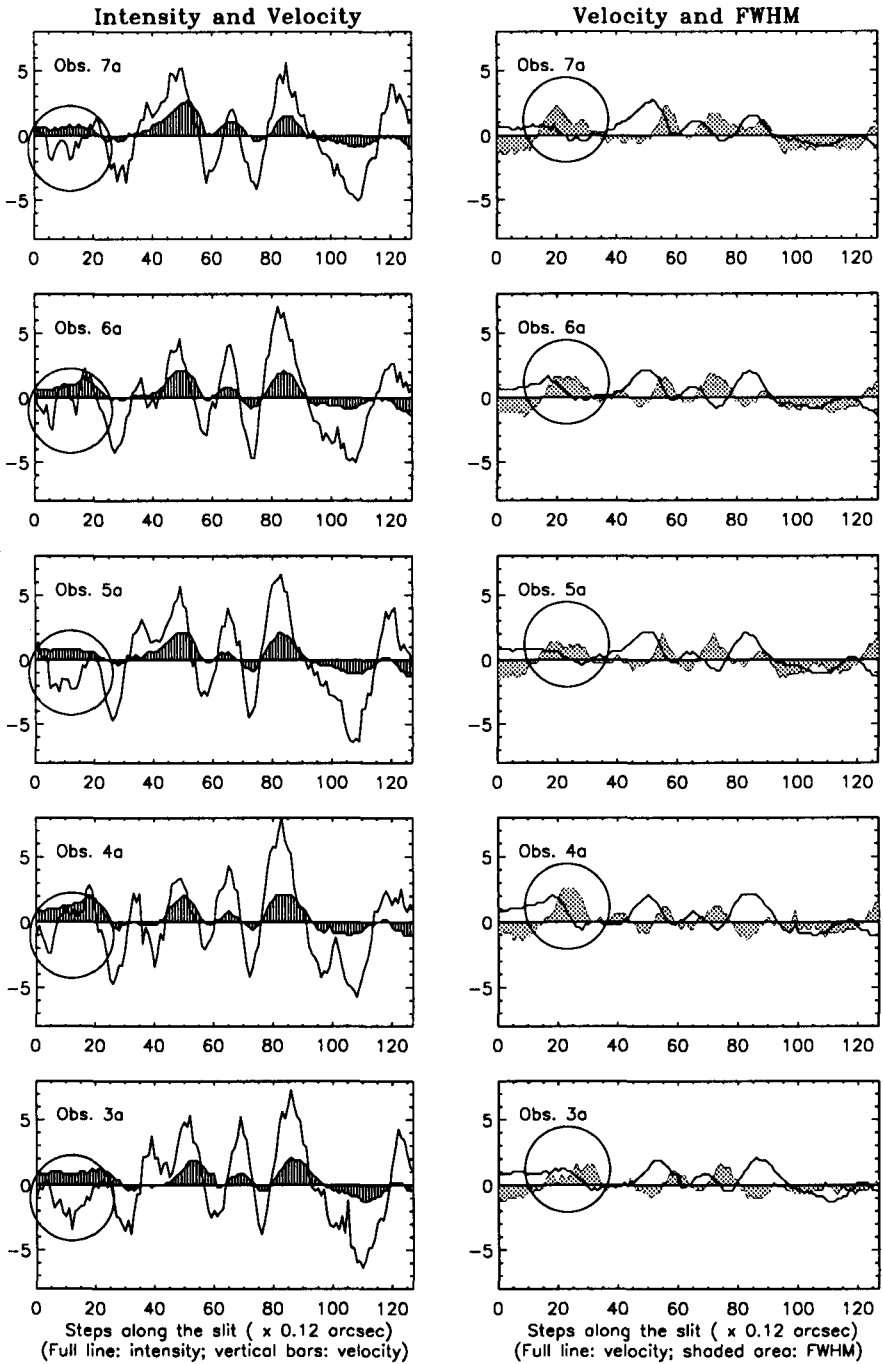 Intensity and Velocity
Velocity and FWHM
Obs. 7a
Obs. 7a
5
0
-5
5
0
-5
0 20 40 60 80 100 120
0 20 40 60 80 100 120
Obs. 6a
Obs. 6a
5
0
-5
5
0
-5
0 20 40 60 80 100 120
0 20 40 60 80 100 120
Obs. 5a
Obs. 5a
5
0
-5
5
0
-5
0 20 40 60 80 100 120
0 20 40 60 80 100 120
Obs. 4a
Obs. 4a
5
0
-5
5
0
-5
0 20 40 60 80 100 120
0 20 40 60 80 100 120
Obs. 3a
Obs. 3a
5
0
-5
5
0
-5
0 20 40 60 80 100 120
0 20 40 60 80 100 120
Steps along the slit ( x 0.12 arcsec)
(Full line: intensity; vertical bars: velocity)
Steps along the slit ( x 0.12 arcsec)
(Full line: velocity; shaded area: FWHM)